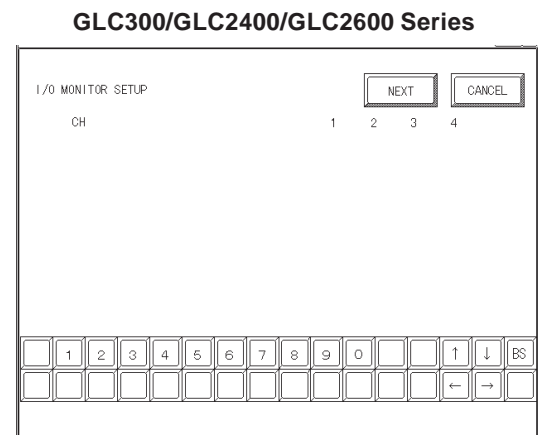 GLC300/GLC2400/GLC2600 Series
I/O MONITOR SETUP NEXT CANCEL
CH 1 2 3 4
1 2 3 4 5 6 7 8 9 0 ↑ ↓ BS
← →